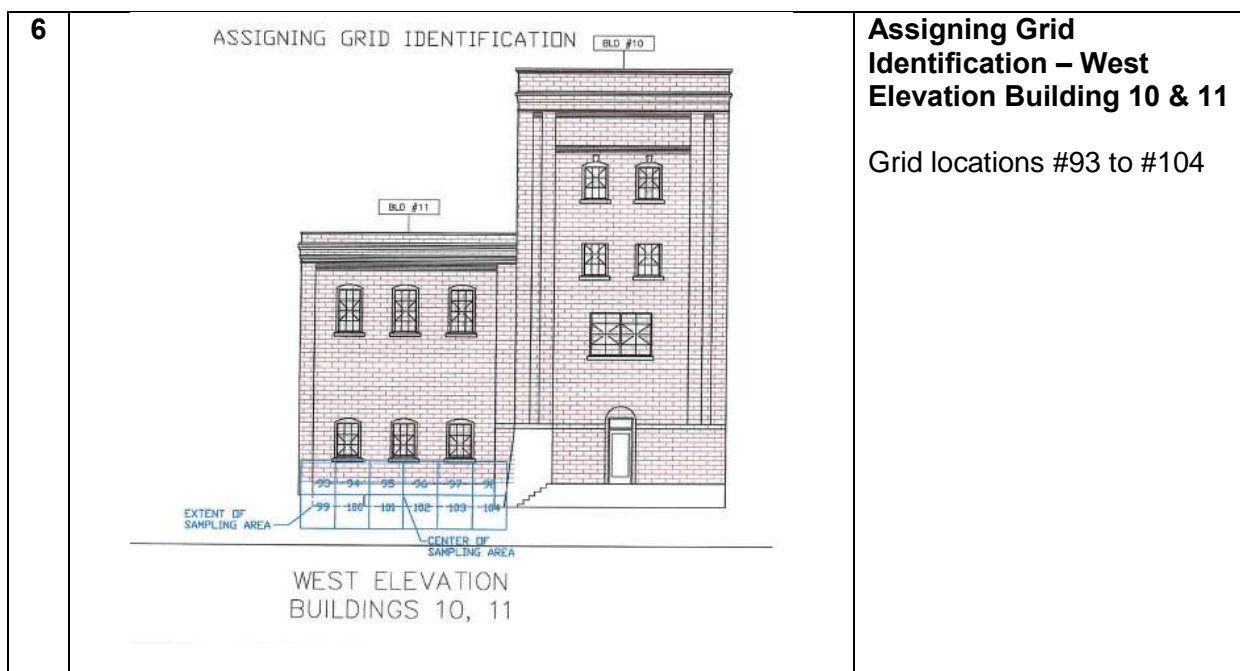 6
ASSIGNING GRID IDENTIFICATION
BLD #10
BLD #11
93 94 95 96 97 98
99 100 101 102 103 104
EXTENT OF
SAMPLING AREA
CENTER OF
SAMPLING AREA
WEST ELEVATION
BUILDINGS 10, 11
Assigning Grid
Identification – West
Elevation Building 10 & 11
Grid locations #93 to #104